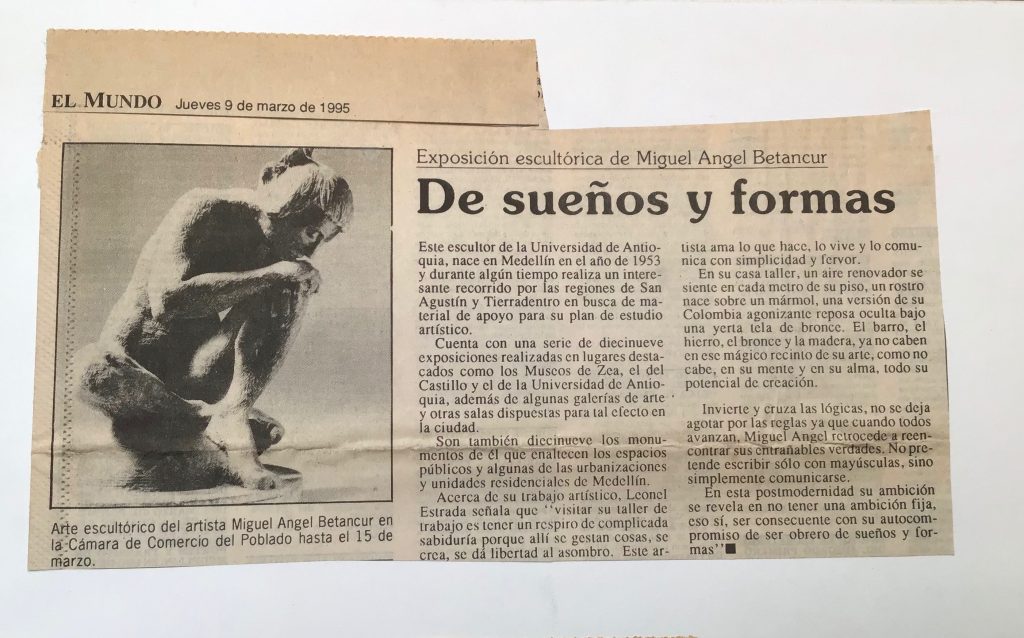 EL MUNDO Jueves 9 de marzo de 1995
Exposición escultórica de Miguel Angel Betancur
De sueños y formas
Este escultor de la Universidad de Antio-
quia, nace en Medellín en el año de 1953
y durante algún tiempo realiza un intere-
sante recorrido por las regiones de San
Agustín y Tierradentro en busca de ma-
terial de apoyo para su plan de estudio
artístico.
Cuenta con una serie de diecinueve
exposiciones realizadas en lugares desta-
cados como los Museos de Zea, el del
Castillo y el de la Universidad de Antio-
quia, además de algunas galerías de arte
y otras salas dispuestas para tal efecto en
la ciudad.
Son también diecinueve los monu-
mentos de él que enaltecen los espacios
públicos y algunas de las urbanizaciones
y unidades residenciales de Medellín.
Acerca de su trabajo artístico, Leonel
Estrada señala que "visitar su taller de
trabajo es tener un respiro de complicada
sabiduría porque allí se gestan cosas, se
crea, se dá libertad al asombro. Este ar-
tista ama lo que hace, lo vive y lo comu-
nica con simplicidad y fervor.
En su casa taller, un aire renovador se
siente en cada metro de su piso, un rostro
nace sobre un mármol, una versión de su
Colombia agonizante reposa oculta bajo
una yerta tela de bronce. El barro, el
hierro, el bronce y la madera, ya no caben
en ese mágico recinto de su arte, como no
cabe, en su mente y en su alma, todo su
potencial de creación.
Invierte y cruza las lógicas, no se deja
agotar por las reglas ya que cuando todos
avanzan, Miguel Angel retrocede a reen-
contrar sus entrañables verdades. No pre-
tende escribir sólo con mayúsculas, sino
simplemente comunicarse.
En esta postmodernidad su ambición
se revela en no tener una ambición fija,
eso sí, ser consecuente con su autocom-
promiso de ser obrero de sueños y for-
mas"■
Arte escultórico del artista Miguel Angel Betancur en
la Cámara de Comercio del Poblado hasta el 15 de
marzo.